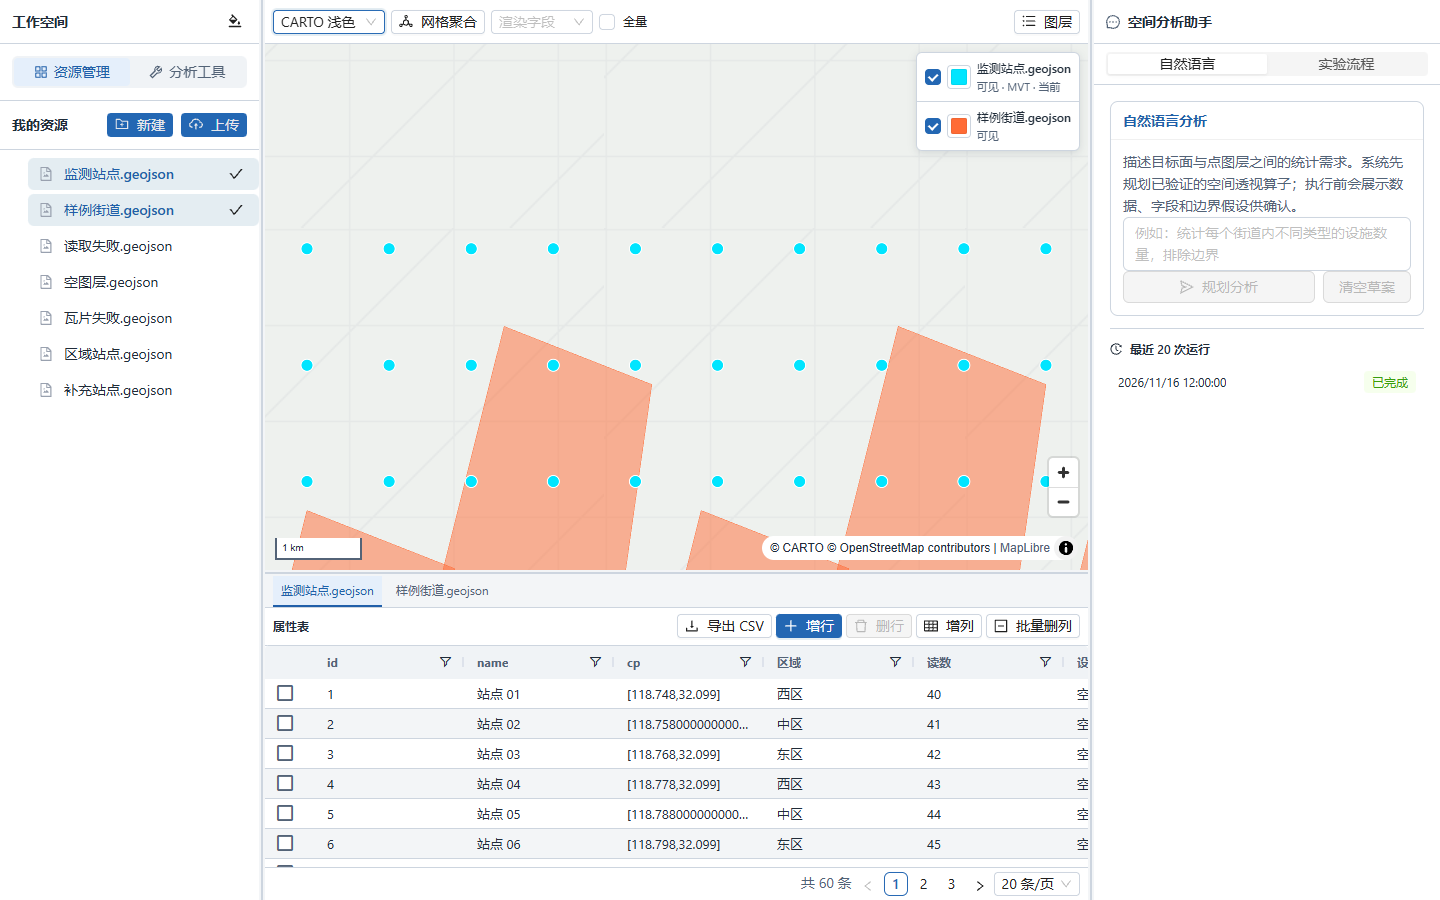 工作空间
资源管理
分析工具
我的资源
新建
上传
监测站点.geojson
样例街道.geojson
读取失败.geojson
空图层.geojson
瓦片失败.geojson
区域站点.geojson
补充站点.geojson
CARTO 浅色
网格聚合
渲染字段
全量
图层
监测站点.geojson
可见 · MVT · 当前
样例街道.geojson
可见
1 km
© CARTO © OpenStreetMap contributors | MapLibre
监测站点.geojson
样例街道.geojson
属性表
导出 CSV
增行
删行
增列
批量删列
id name cp 区域 读数 设
1 站点 01 [118.748,32.099] 西区 40 空
2 站点 02 [118.758000000000... 中区 41 空
3 站点 03 [118.768,32.099] 东区 42 空
4 站点 04 [118.778,32.099] 西区 43 空
5 站点 05 [118.788000000000... 中区 44 空
6 站点 06 [118.798,32.099] 东区 45 空
共 60 条 1 2 3 20 条/页
空间分析助手
自然语言
实验流程
自然语言分析
描述目标面与点图层之间的统计需求。系统先
规划已验证的空间透视算子；执行前会展示数
据、字段和边界假设供确认。
例如：统计每个街道内不同类型的设施数
量，排除边界
规划分析
清空草案
最近 20 次运行
2026/11/16 12:00:00
已完成